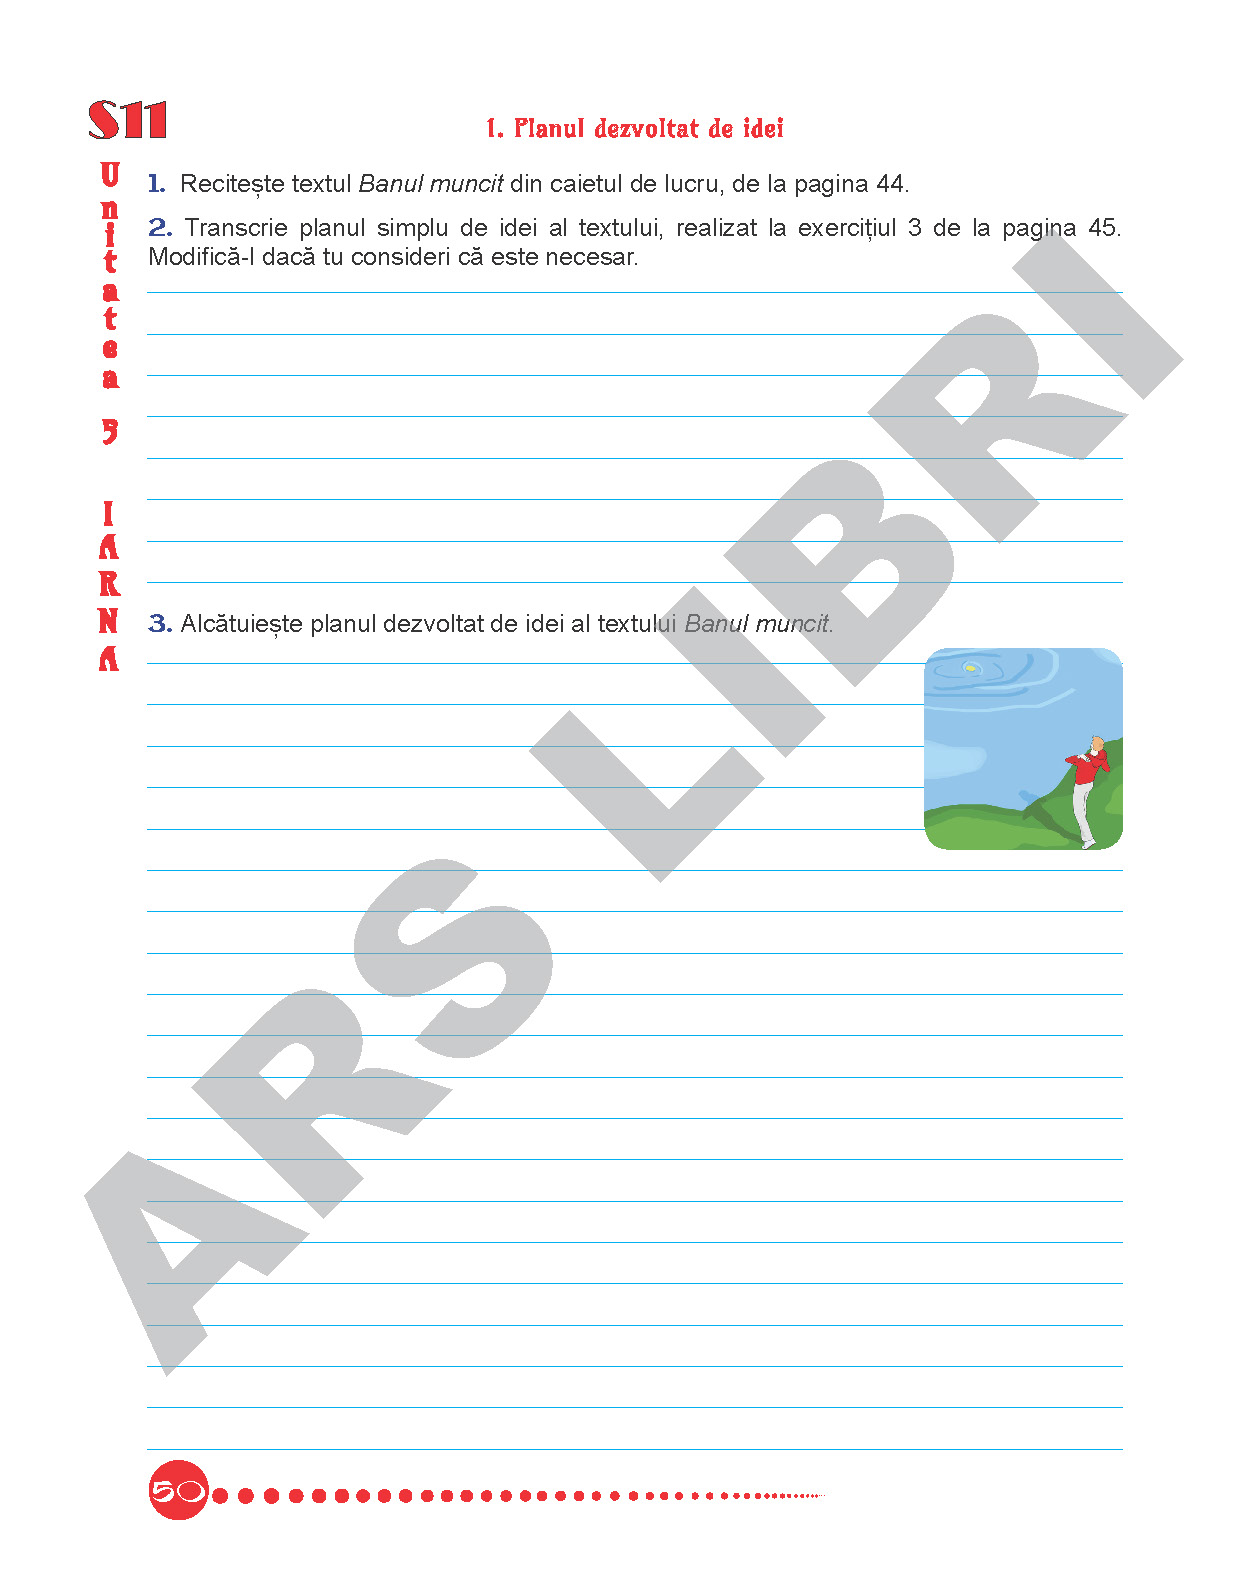 S11
1. Planul dezvoltat de idei
Unitatea 3 IARNA
1. Recitește textul Banul muncit din caietul de lucru, de la pagina 44.
2. Transcrie planul simplu de idei al textului, realizat la exercițiul 3 de la pagina 45.
Modifică-l dacă tu consideri că este necesar.
3. Alcătuiește planul dezvoltat de idei al textului Banul muncit.
ARS LIBRI
50